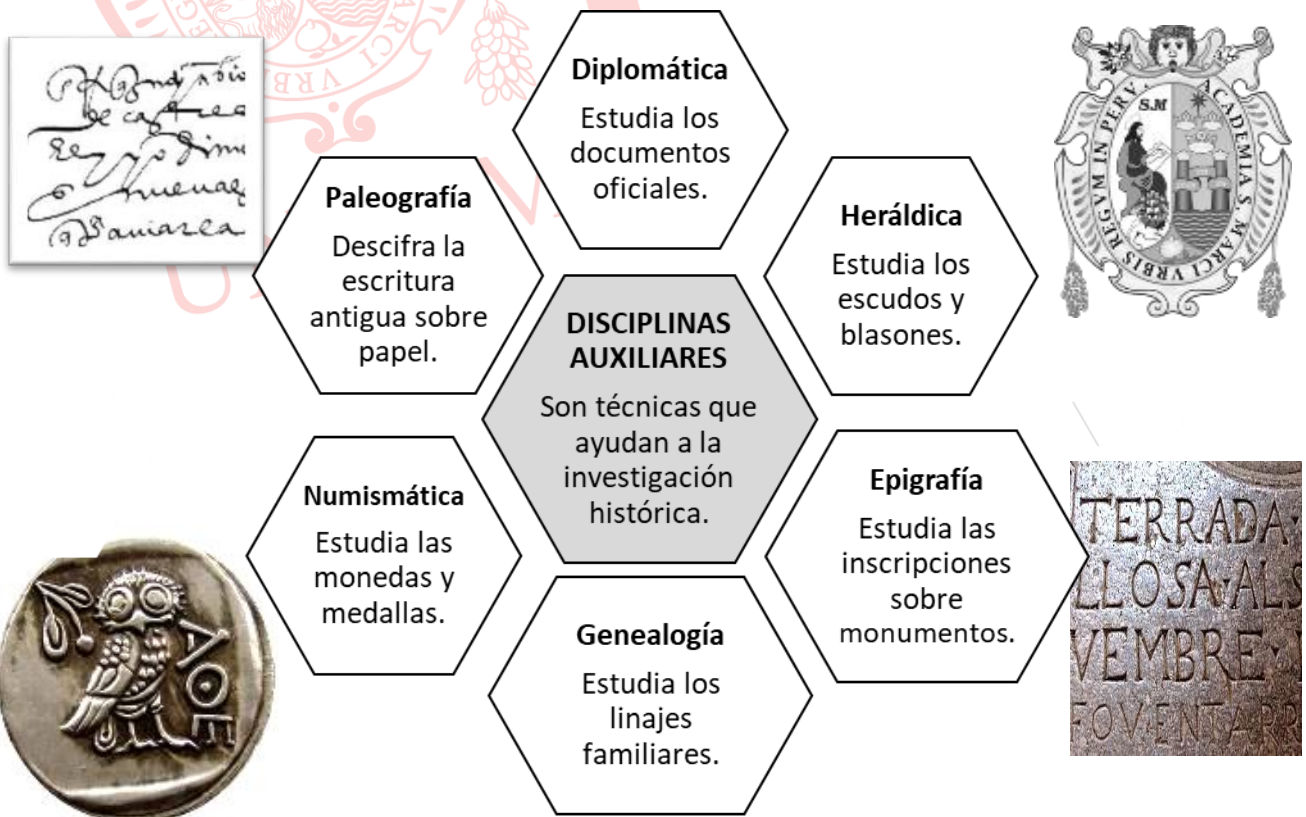 Diplomática
Estudia los
documentos
oficiales.
Paleografía
Descifra la
escritura
antigua sobre
papel.
Heráldica
Estudia los
escudos y
blasones.
DISCIPLINAS
AUXILIARES
Son técnicas que
ayudan a la
investigación
histórica.
Numismática
Estudia las
monedas y
medallas.
Epigrafía
Estudia las
inscripciones
sobre
monumentos.
Genealogía
Estudia los
linajes
familiares.
ACADEMIA S. MARCI VRBIS REGVM IN PERV
S.M
ΑΘΕ
TERRADA
LLOSA·ALS
VEMBRE·